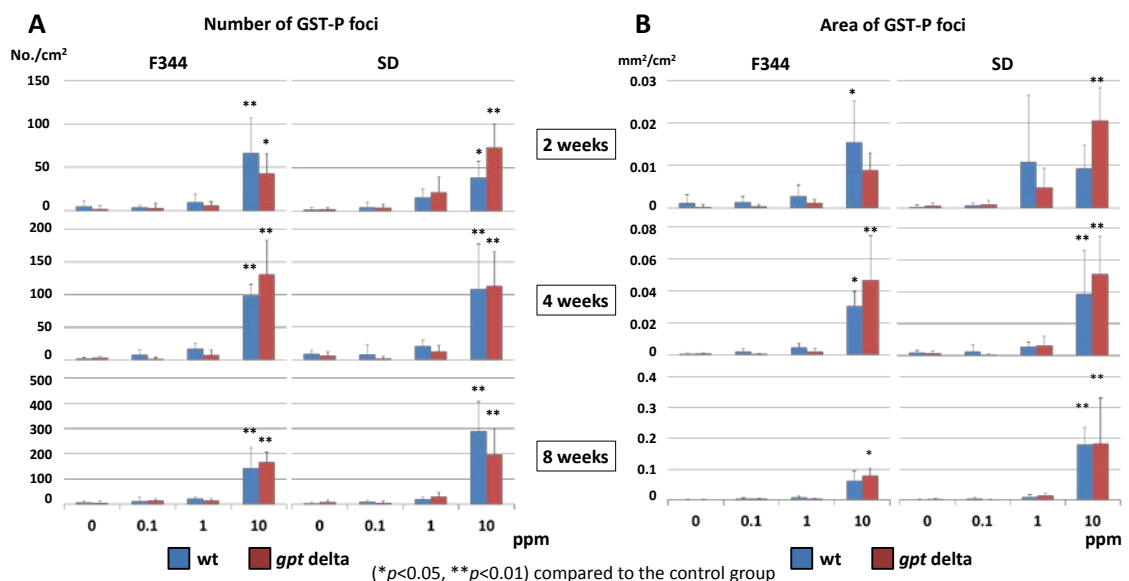 A Number of GST-P foci
B Area of GST-P foci
No./cm²
F344 SD
mm²/cm²
F344 SD
150
100
50
0
** * * **
2 weeks
0.03
0.02
0.01
0
* **
200
150
100
50
0
** ** ** **
4 weeks
0.08
0.06
0.04
0.02
0
* ** ** **
500
400
300
200
100
0
** ** ** **
8 weeks
0.4
0.3
0.2
0.1
0
* ** **
0 0.1 1 10 0 0.1 1 10 ppm
0 0.1 1 10 0 0.1 1 10 ppm
wt gpt delta
wt gpt delta
(*p<0.05, **p<0.01) compared to the control group